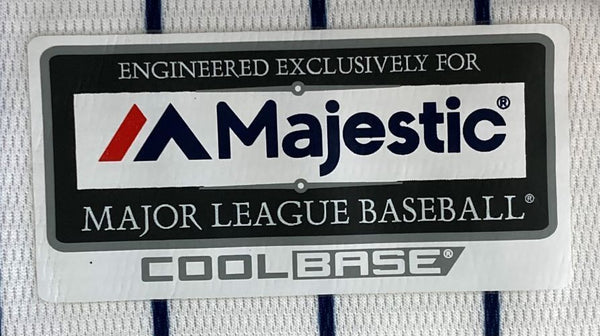 ENGINEERED EXCLUSIVELY FOR
Majestic®
MAJOR LEAGUE BASEBALL®
COOLBASE®